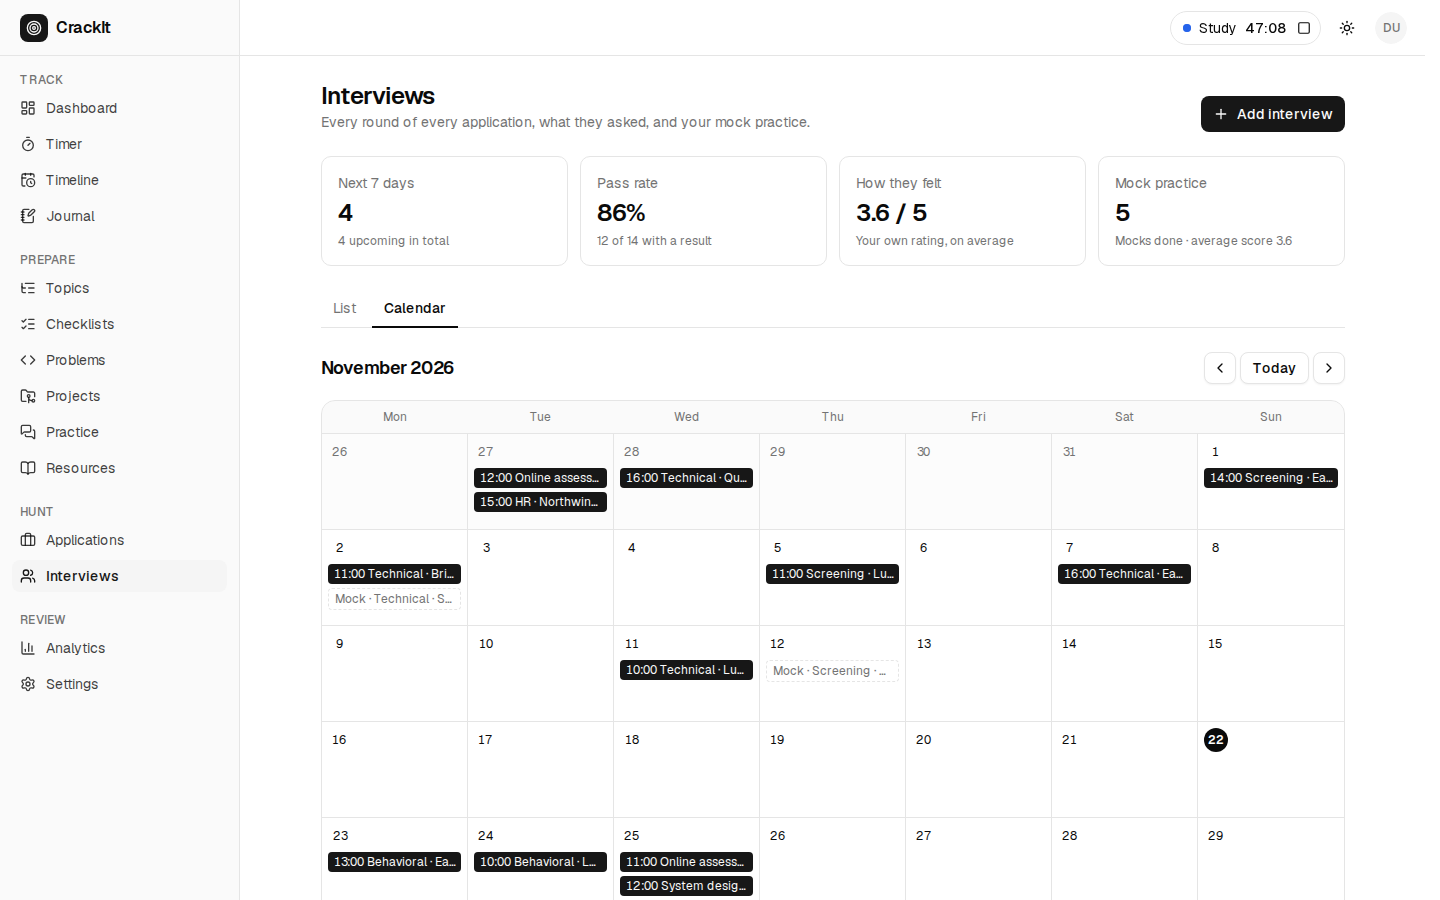 CrackIt
Study 47:08
DU
TRACK
Dashboard
Timer
Timeline
Journal
PREPARE
Topics
Checklists
Problems
Projects
Practice
Resources
HUNT
Applications
Interviews
REVIEW
Analytics
Settings
Interviews
Every round of every application, what they asked, and your mock practice.
Add interview
Next 7 days
4
4 upcoming in total
Pass rate
86%
12 of 14 with a result
How they felt
3.6 / 5
Your own rating, on average
Mock practice
5
Mocks done · average score 3.6
List Calendar
November 2026
Today
Mon Tue Wed Thu Fri Sat Sun
26 27 28 29 30 31 1
12:00 Online assess… 16:00 Technical · Qu… 14:00 Screening · Ea…
15:00 HR · Northwin…
2 3 4 5 6 7 8
11:00 Technical · Bri… 11:00 Screening · Lu… 16:00 Technical · Ea…
Mock · Technical · S…
9 10 11 12 13 14 15
10:00 Technical · Lu… Mock · Screening · …
16 17 18 19 20 21 22
23 24 25 26 27 28 29
13:00 Behavioral · Ea… 10:00 Behavioral · L… 11:00 Online assess…
12:00 System desig…